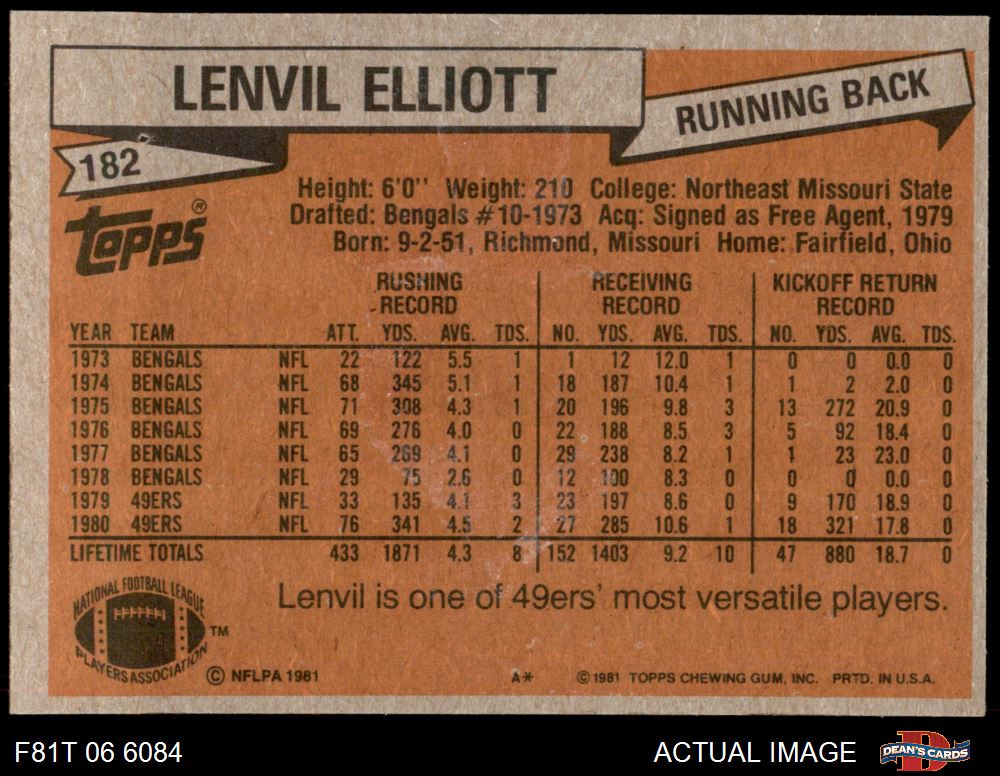 LENVIL ELLIOTT
RUNNING BACK
182
Topps®
Height: 6'0'' Weight: 210 College: Northeast Missouri State
Drafted: Bengals #10-1973 Acq: Signed as Free Agent, 1979
Born: 9-2-51, Richmond, Missouri Home: Fairfield, Ohio
RUSHING RECEIVING KICKOFF RETURN
RECORD RECORD RECORD
YEAR TEAM ATT. YDS. AVG. TDS. NO. YDS. AVG. TDS. NO. YDS. AVG. TDS.
1973 BENGALS NFL 22 122 5.5 1 1 12 12.0 1 0 0 0.0 0
1974 BENGALS NFL 68 345 5.1 1 18 187 10.4 1 1 2 2.0 0
1975 BENGALS NFL 71 308 4.3 1 20 196 9.8 3 13 272 20.9 0
1976 BENGALS NFL 69 276 4.0 0 22 188 8.5 3 5 92 18.4 0
1977 BENGALS NFL 65 269 4.1 0 29 238 8.2 1 1 23 23.0 0
1978 BENGALS NFL 29 75 2.6 0 12 100 8.3 0 0 0 0.0 0
1979 49ERS NFL 33 135 4.1 3 23 197 8.6 0 9 170 18.9 0
1980 49ERS NFL 76 341 4.5 2 27 285 10.6 1 18 321 17.8 0
LIFETIME TOTALS 433 1871 4.3 8 152 1403 9.2 10 47 880 18.7 0
Lenvil is one of 49ers' most versatile players.
NATIONAL FOOTBALL LEAGUE
PLAYERS ASSOCIATION
TM
© NFLPA 1981
A*
© 1981 TOPPS CHEWING GUM, INC. PRTD. IN U.S.A.
F81T 06 6084
ACTUAL IMAGE
D
DEAN'S CARDS